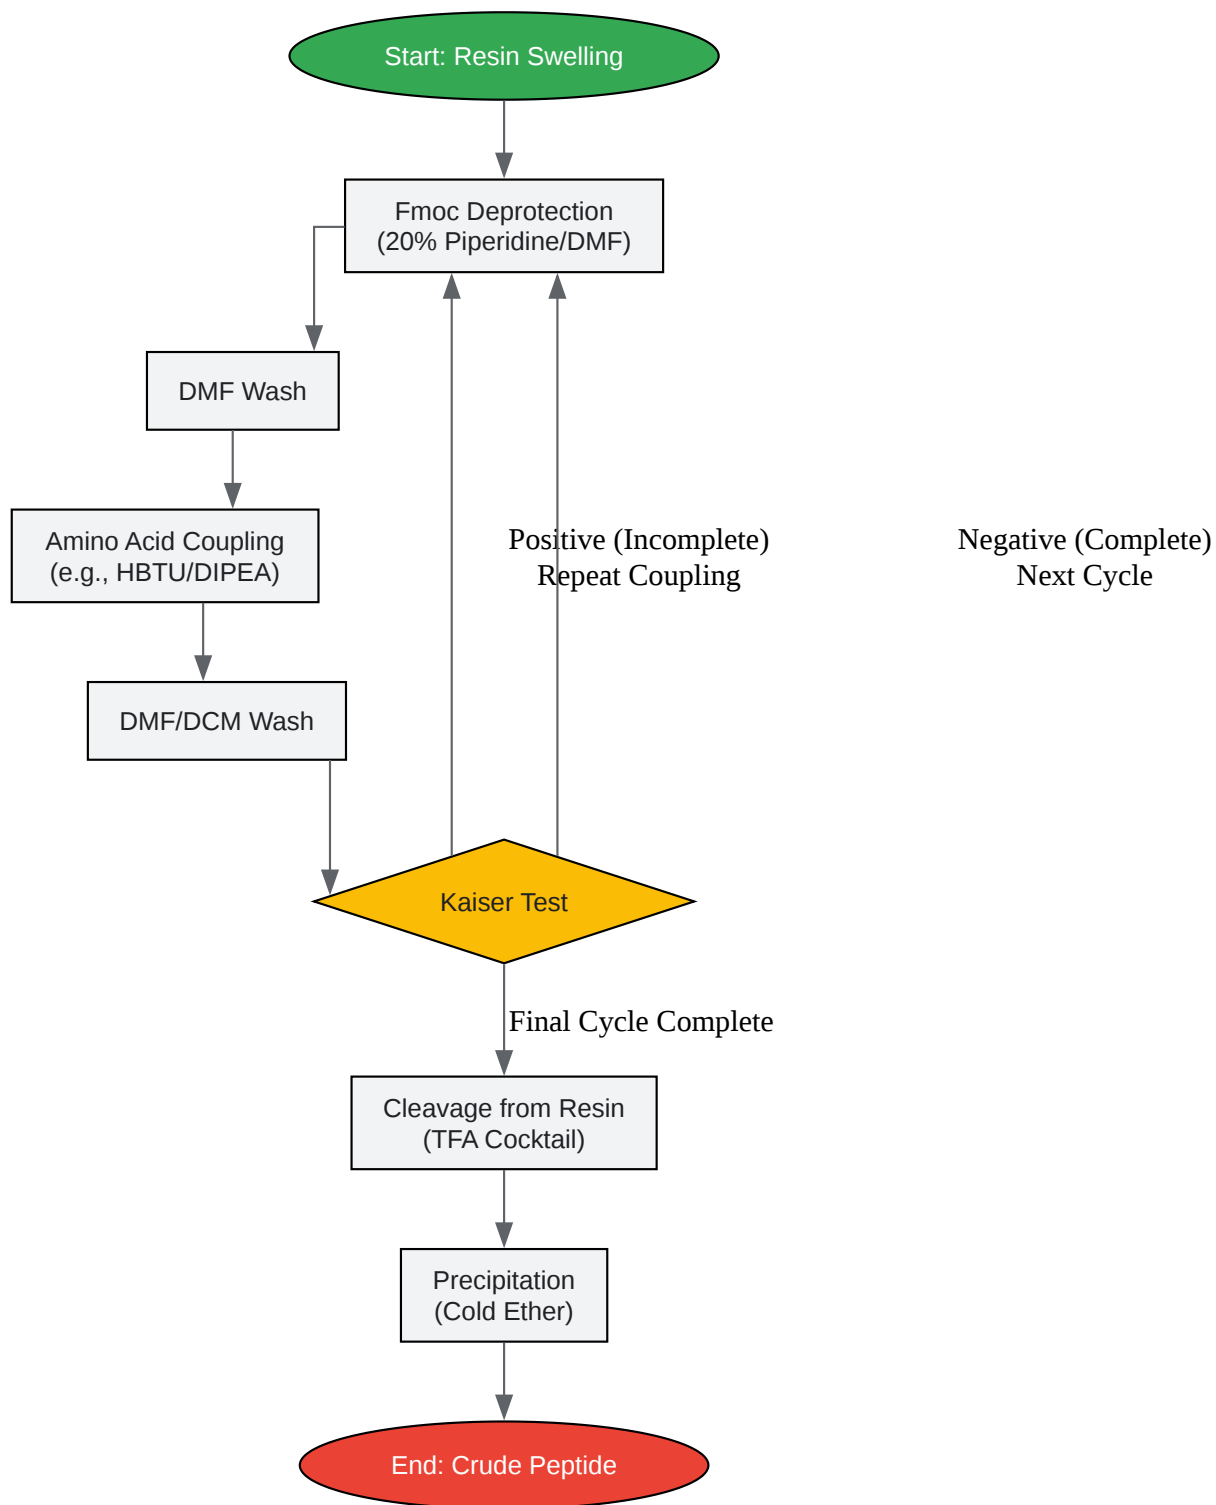 Start: Resin Swelling
Fmoc Deprotection
(20% Piperidine/DMF)
DMF Wash
Amino Acid Coupling
(e.g., HBTU/DIPEA)
Positive (Incomplete)
Repeat Coupling
Negative (Complete)
Next Cycle
DMF/DCM Wash
Kaiser Test
Final Cycle Complete
Cleavage from Resin
(TFA Cocktail)
Precipitation
(Cold Ether)
End: Crude Peptide